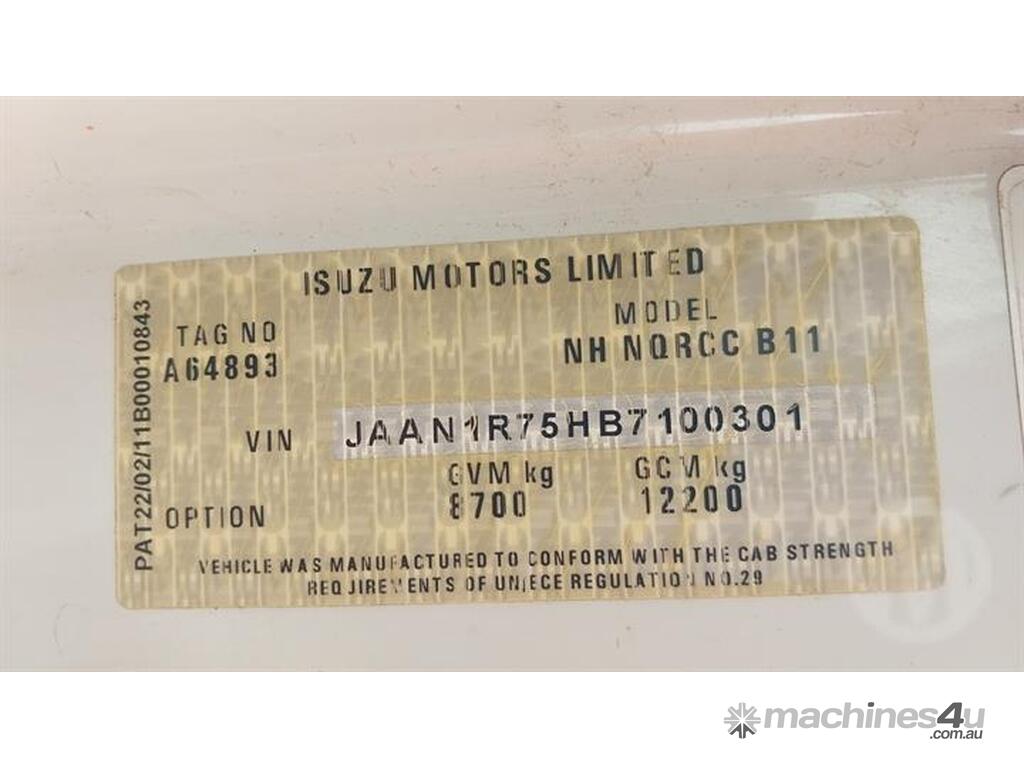 ISUZU MOTORS LIMITED
TAG NO
A64893
MODEL
NH NQRCC B11
VIN JAAN1R75HB7100301
GVM kg
8700
GCM kg
12200
OPTION
VEHICLE WAS MANUFACTURED TO CONFORM WITH THE CAB STRENGTH
REQUIREMENTS OF UN/ECE REGULATION NO.29
PAT22/02/11B00010843
machines4u
.com.au